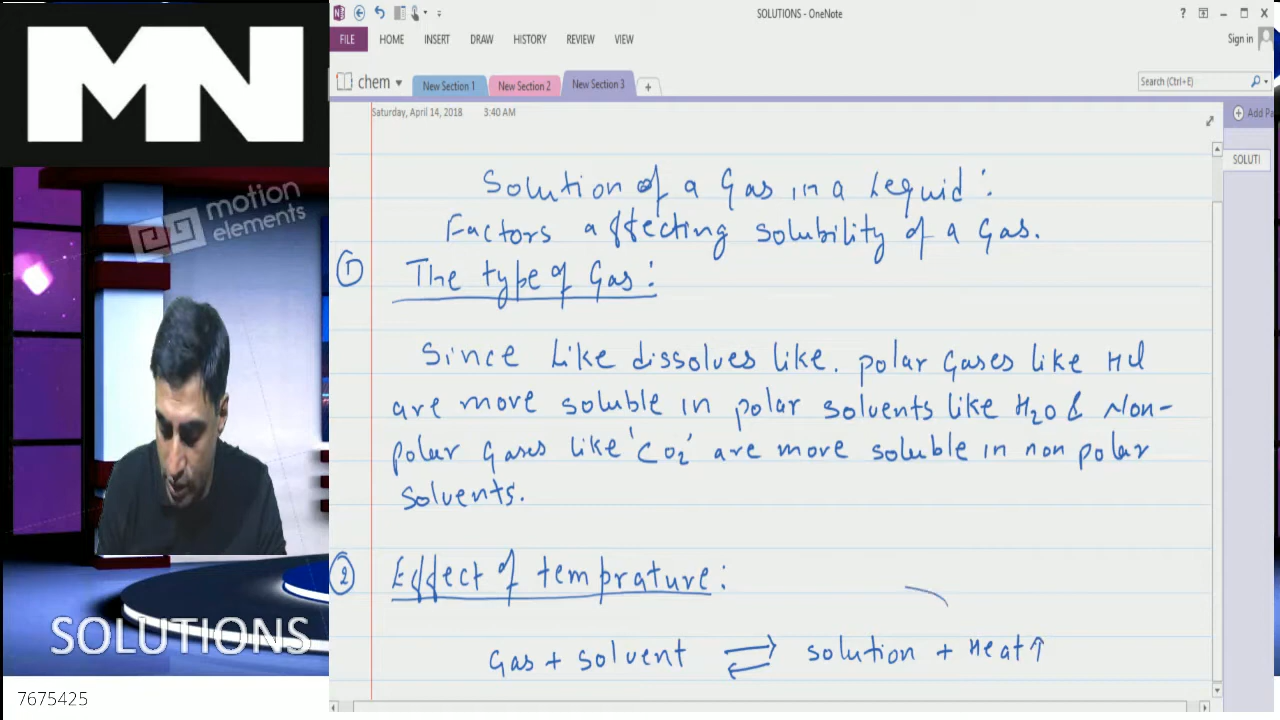 MN
motion
elements
SOLUTIONS
7675425
SOLUTIONS - OneNote
FILE HOME INSERT DRAW HISTORY REVIEW VIEW
Sign in
chem New Section 1 New Section 2 New Section 3 +
Search (Ctrl+E)
Add Pa
SOLUTI
Saturday, April 14, 2018 3:40 AM
Solution of a Gas in a Lequid:
Factors affecting solubility of a Gas.
① The type of Gas:
Since Like dissolves like. polar Gases like HCl
are more soluble in polar solvents like H₂O & Non-
polar Gases like 'CO₂' are more soluble in non polar
solvents.
② Effect of temprature:
Gas + solvent ⇌ solution + Heat↑